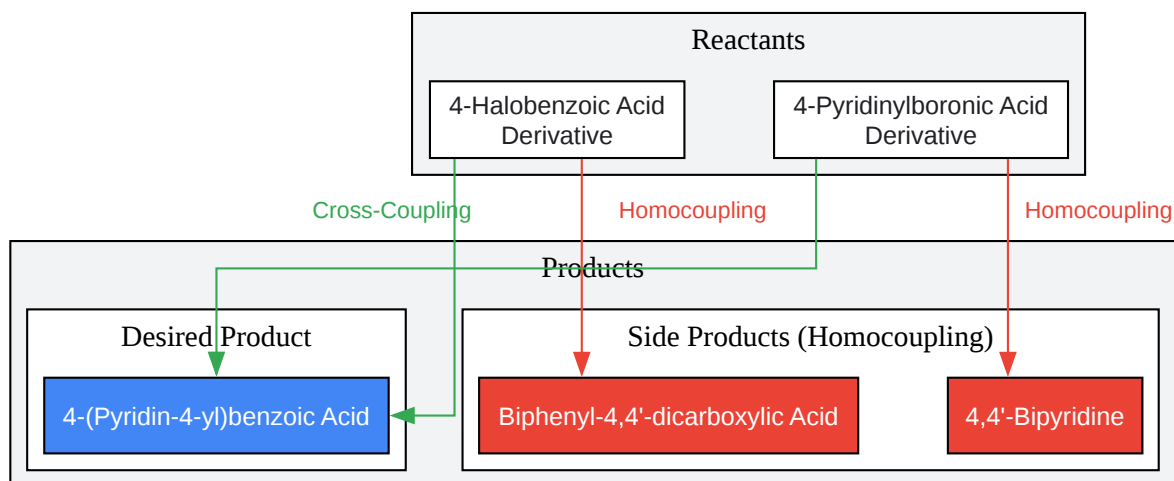 Reactants
4-Halobenzoic Acid
Derivative
4-Pyridinylboronic Acid
Derivative
Cross-Coupling
Homocoupling
Homocoupling
Products
Desired Product
Side Products (Homocoupling)
4-(Pyridin-4-yl)benzoic Acid
Biphenyl-4,4'-dicarboxylic Acid
4,4'-Bipyridine